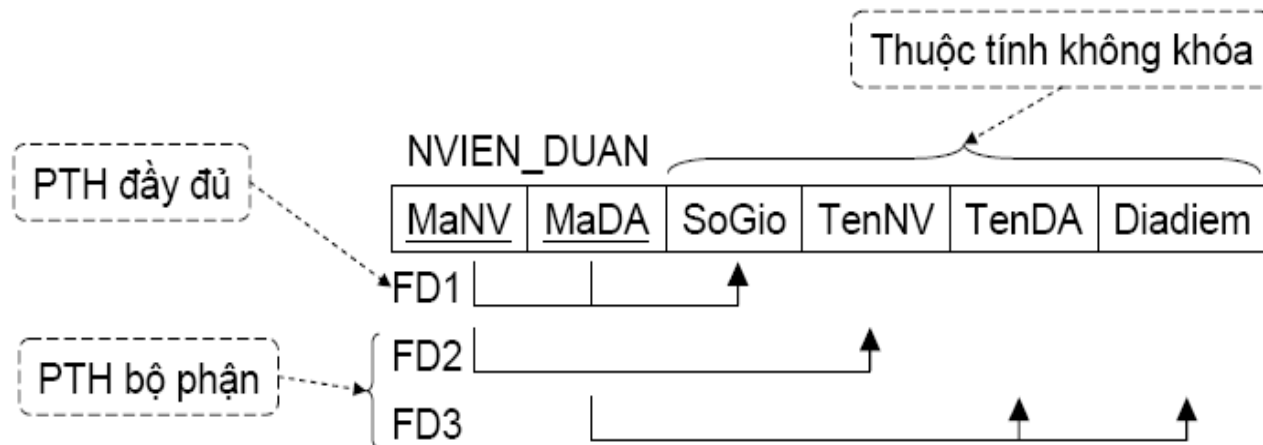 Thuộc tính không khóa
NVIEN_DUAN
PTH đầy đủ
MaNV MaDA SoGio TenNV TenDA Diadiem
FD1
FD2
PTH bộ phận
FD3